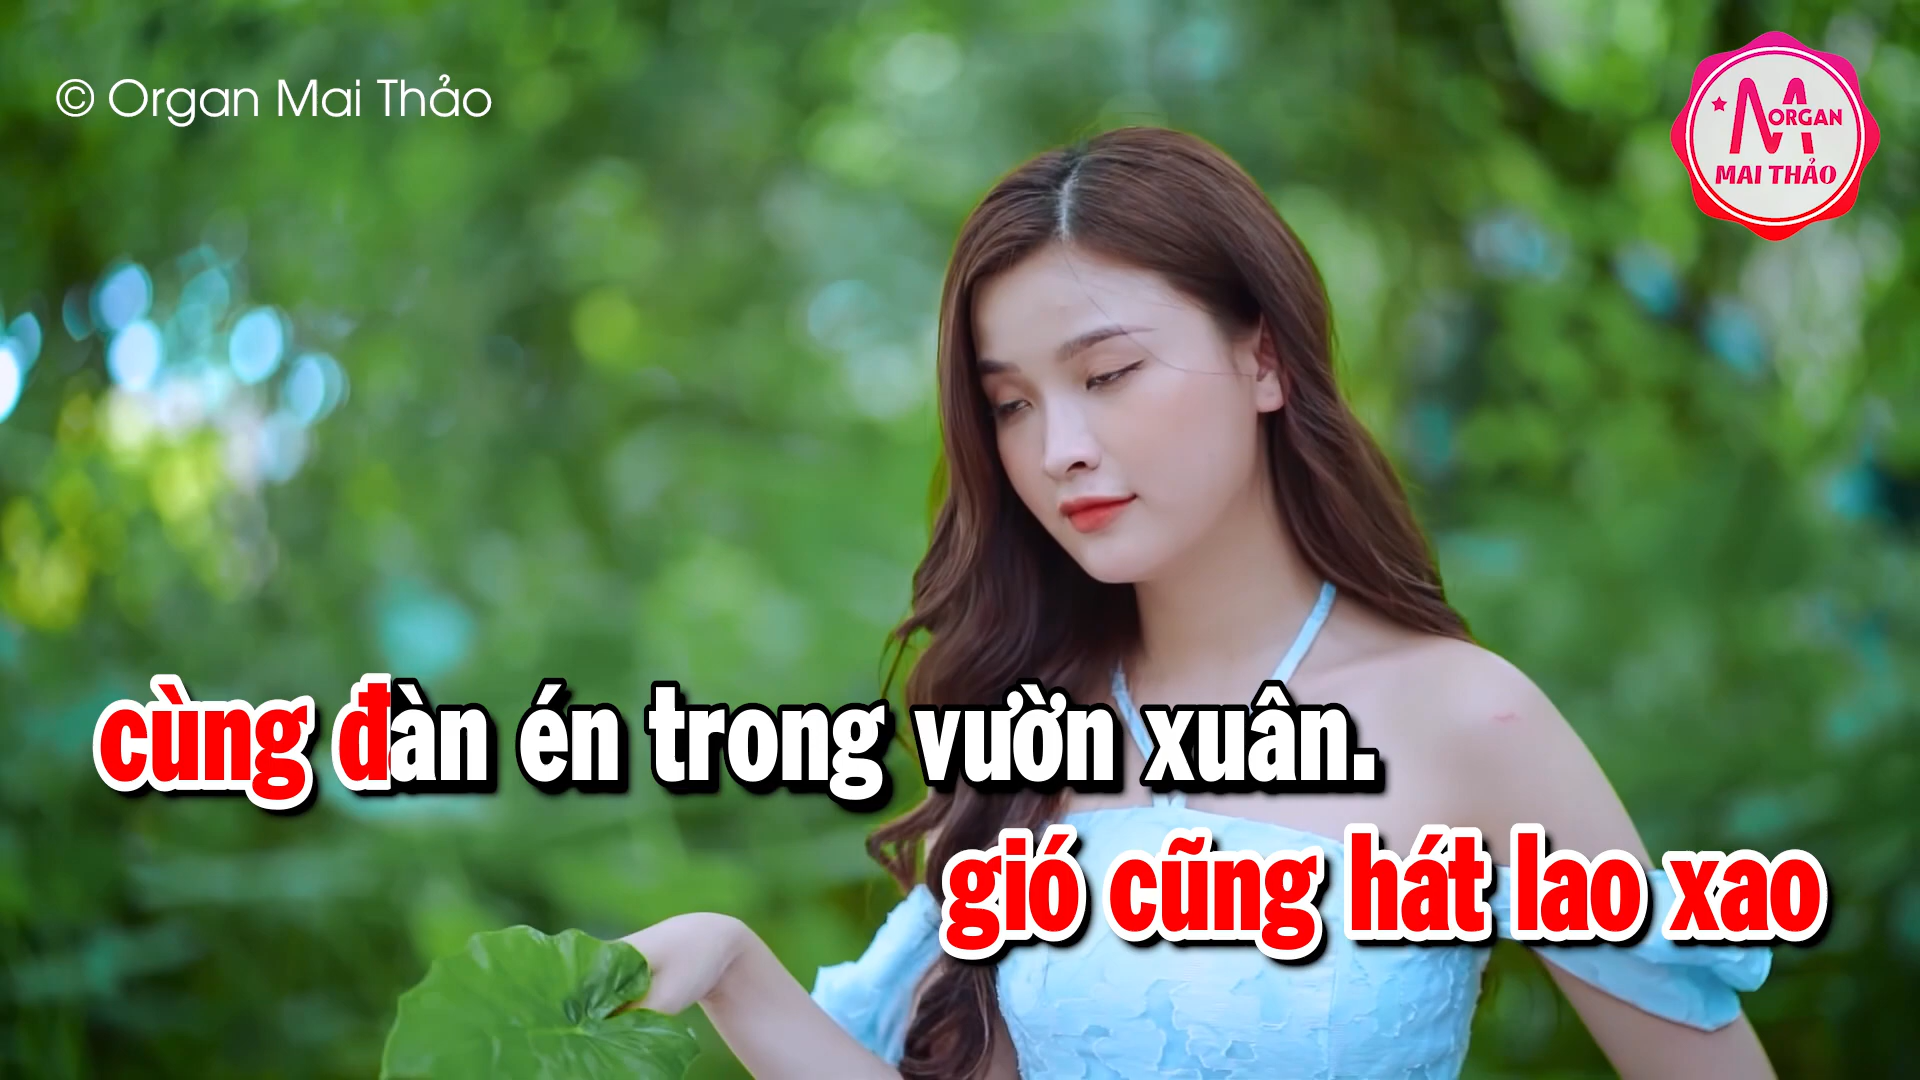 © Organ Mai Thảo
M ORGAN
MAI THẢO
cùng đàn én trong vườn xuân.
gió cũng hát lao xao